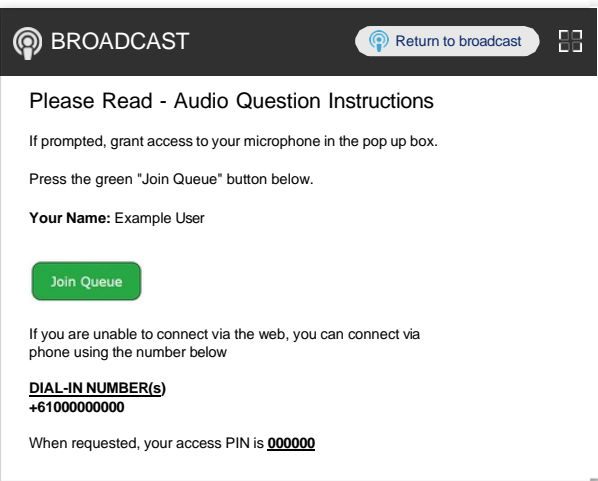 BROADCAST
Return to broadcast
Please Read - Audio Question Instructions
If prompted, grant access to your microphone in the pop up box.
Press the green "Join Queue" button below.
Your Name: Example User
Join Queue
If you are unable to connect via the web, you can connect via
phone using the number below
DIAL-IN NUMBER(s)
+61000000000
When requested, your access PIN is 000000